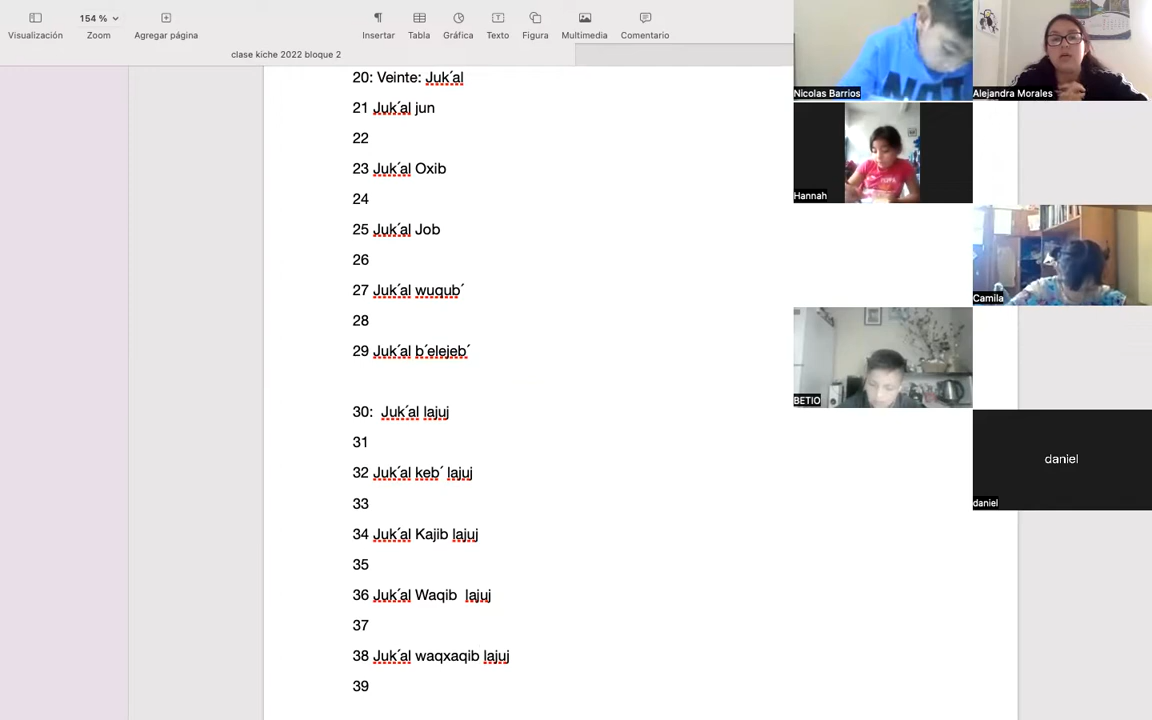 154 %
Visualización
Zoom
Agregar página
Insertar
Tabla
Gráfica
Texto
Figura
Multimedia
Comentario
clase kiche 2022 bloque 2
20: Veinte: Juk´al
21 Juk´al jun
22
23 Juk´al Oxib
24
25 Juk´al Job
26
27 Juk´al wuqub´
28
29 Juk´al b´elejeb´
30:  Juk´al lajuj
31
32 Juk´al keb´ lajuj
33
34 Juk´al Kajib lajuj
35
36 Juk´al Waqib  lajuj
37
38 Juk´al waqxaqib lajuj
39
Nicolas Barrios
Alejandra Morales
Hannah
Camila
BETIO
daniel
daniel